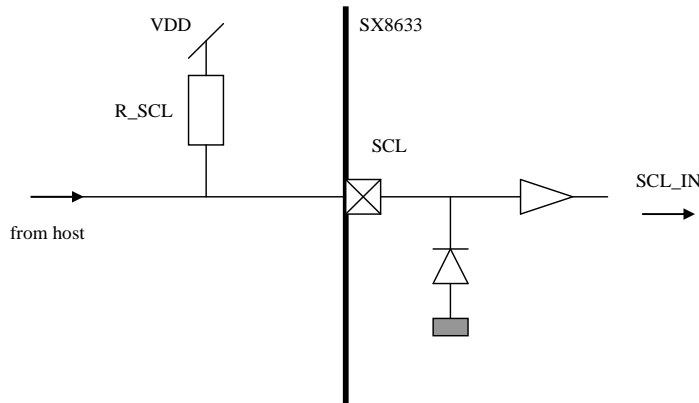 VDD
SX8633
R_SCL
SCL
SCL_IN
from host